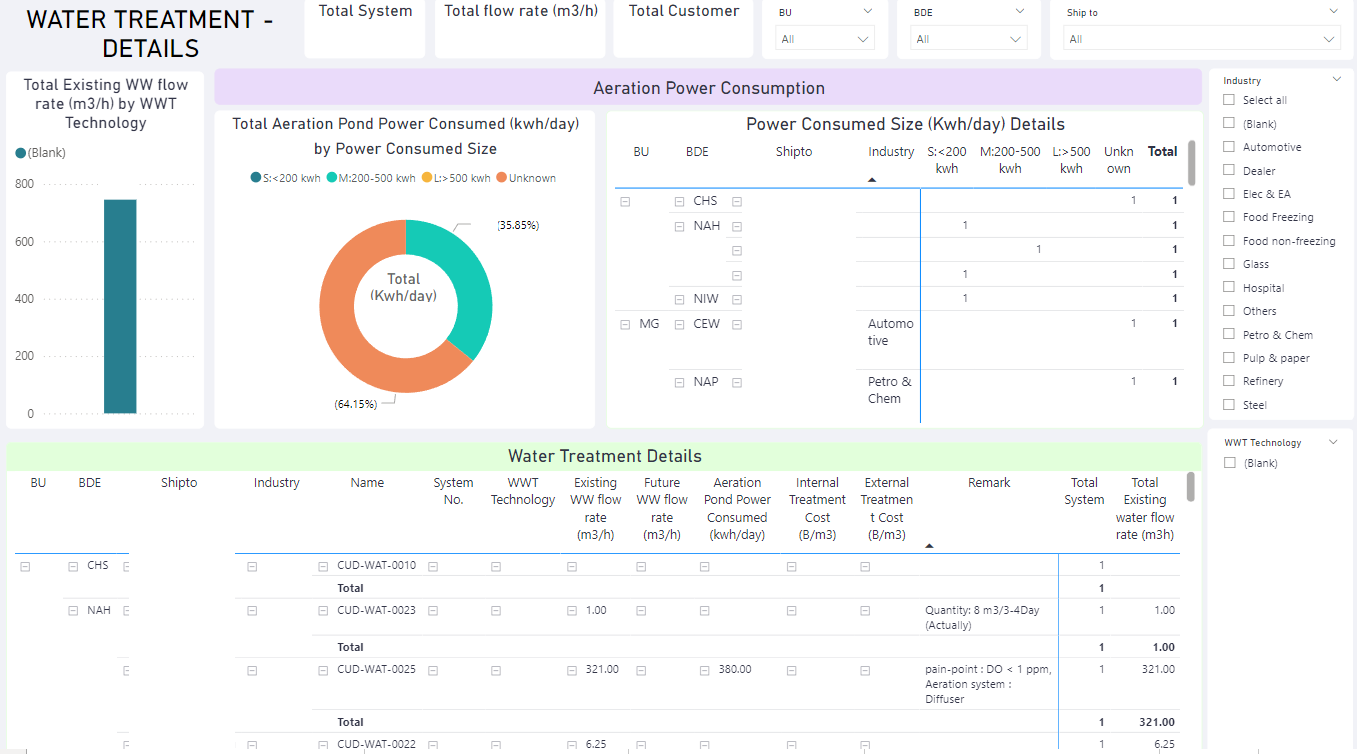 WATER TREATMENT -
DETAILS
Total System
Total flow rate (m3/h)
Total Customer
BU
All
BDE
All
Ship to
All
Total Existing WW flow
rate (m3/h) by WWT
Technology
(Blank)
800
600
400
200
0
Aeration Power Consumption
Total Aeration Pond Power Consumed (kwh/day)
by Power Consumed Size
S:<200 kwh M:200-500 kwh L:>500 kwh Unknown
(35.85%)
Total
(Kwh/day)
(64.15%)
Power Consumed Size (Kwh/day) Details
BU BDE Shipto Industry S:<200 M:200-500 L:>500 Unkn Total
kwh kwh kwh own
CHS 1 1
NAH 1 1
1 1
1 1
NIW 1 1
MG CEW Automo 1 1
tive
NAP Petro & 1 1
Chem
Industry
Select all
(Blank)
Automotive
Dealer
Elec & EA
Food Freezing
Food non-freezing
Glass
Hospital
Others
Petro & Chem
Pulp & paper
Refinery
Steel
WWT Technology
(Blank)
Water Treatment Details
BU BDE Shipto Industry Name System WWT Existing Future Aeration Internal External Remark Total Total
No. Technology WW flow WW flow Pond Power Treatment Treatmen System Existing
rate rate Consumed Cost t Cost water flow
(m3/h) (m3/h) (kwh/day) (B/m3) (B/m3) rate (m3h)
CHS CUD-WAT-0010 1
Total 1
NAH CUD-WAT-0023 1.00 Quantity: 8 m3/3-4Day 1 1.00
(Actually)
Total 1 1.00
CUD-WAT-0025 321.00 380.00 pain-point : DO < 1 ppm, 1 321.00
Aeration system :
Diffuser
Total 1 321.00
CUD-WAT-0022 6.25 1 6.25